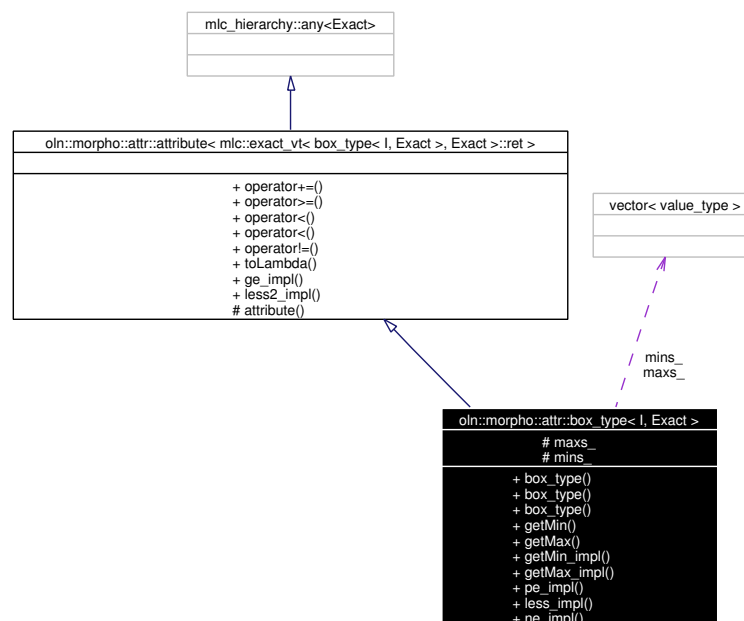 mlc_hierarchy::any<Exact>
oln::morpho::attr::attribute< mlc::exact_vt< box_type< I, Exact >, Exact >::ret >
+ operator+=()
+ operator>=()
+ operator<()
+ operator<()
+ operator!=()
+ toLambda()
+ ge_impl()
+ less2_impl()
# attribute()
vector< value_type >
mins_
maxs_
oln::morpho::attr::box_type< I, Exact >
# maxs_
# mins_
+ box_type()
+ box_type()
+ box_type()
+ getMin()
+ getMax()
+ getMin_impl()
+ getMax_impl()
+ pe_impl()
+ less_impl()
+ ne_impl()